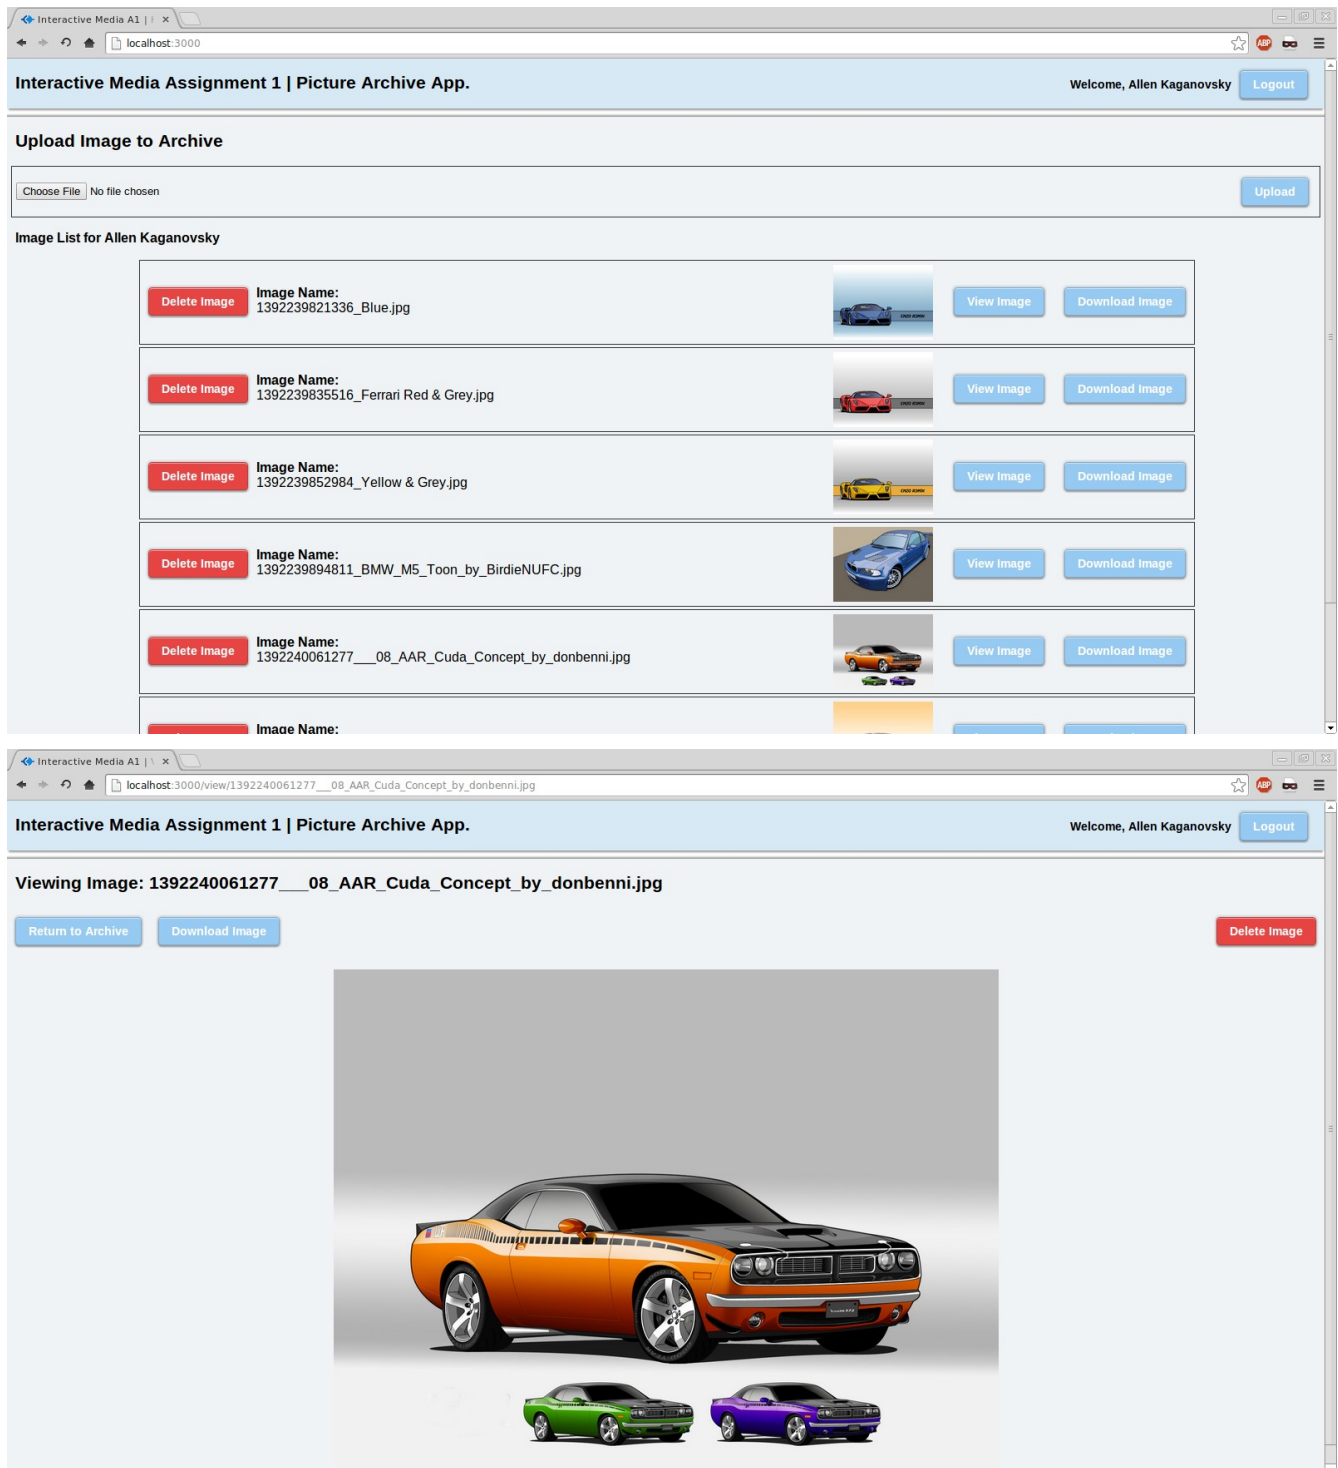 Interactive Media A1 |
localhost:3000
Interactive Media Assignment 1 | Picture Archive App.
Welcome, Allen Kaganovsky
Logout
Upload Image to Archive
Choose File No file chosen
Upload
Image List for Allen Kaganovsky
Delete Image
Image Name:
1392239821336_Blue.jpg
View Image
Download Image
Delete Image
Image Name:
1392239835516_Ferrari Red & Grey.jpg
View Image
Download Image
Delete Image
Image Name:
1392239852984_Yellow & Grey.jpg
View Image
Download Image
Delete Image
Image Name:
1392239894811_BMW_M5_Toon_by_BirdieNUFC.jpg
View Image
Download Image
Delete Image
Image Name:
1392240061277___08_AAR_Cuda_Concept_by_donbenni.jpg
View Image
Download Image
Image Name:
Interactive Media A1 |
localhost:3000/view/1392240061277___08_AAR_Cuda_Concept_by_donbenni.jpg
ABP
Interactive Media Assignment 1 | Picture Archive App.
Welcome, Allen Kaganovsky
Logout
Viewing Image: 1392240061277___08_AAR_Cuda_Concept_by_donbenni.jpg
Return to Archive
Download Image
Delete Image